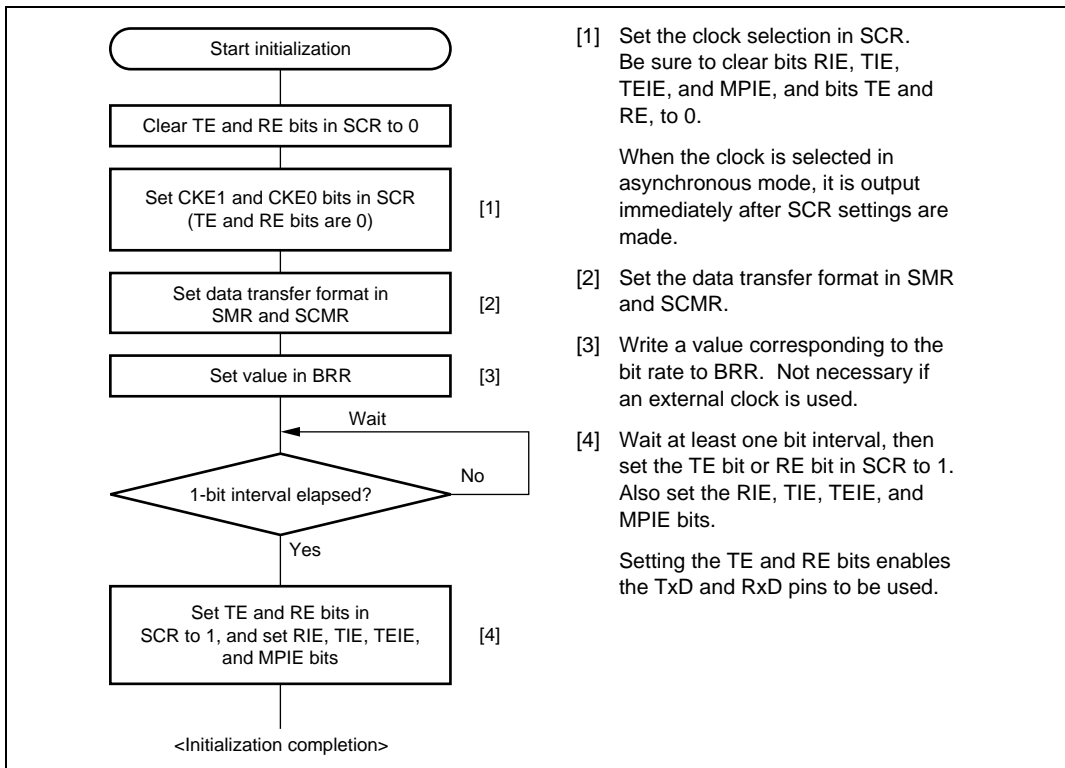 Start initialization
Clear TE and RE bits in SCR to 0
Set CKE1 and CKE0 bits in SCR
(TE and RE bits are 0)
[1]
Set data transfer format in
SMR and SCMR
[2]
Set value in BRR
[3]
Wait
No
1-bit interval elapsed?
Yes
Set TE and RE bits in
SCR to 1, and set RIE, TIE, TEIE,
and MPIE bits
[4]
<Initialization completion>
[1] Set the clock selection in SCR.
Be sure to clear bits RIE, TIE,
TEIE, and MPIE, and bits TE and
RE, to 0.
When the clock is selected in
asynchronous mode, it is output
immediately after SCR settings are
made.
[2] Set the data transfer format in SMR
and SCMR.
[3] Write a value corresponding to the
bit rate to BRR. Not necessary if
an external clock is used.
[4] Wait at least one bit interval, then
set the TE bit or RE bit in SCR to 1.
Also set the RIE, TIE, TEIE, and
MPIE bits.
Setting the TE and RE bits enables
the TxD and RxD pins to be used.